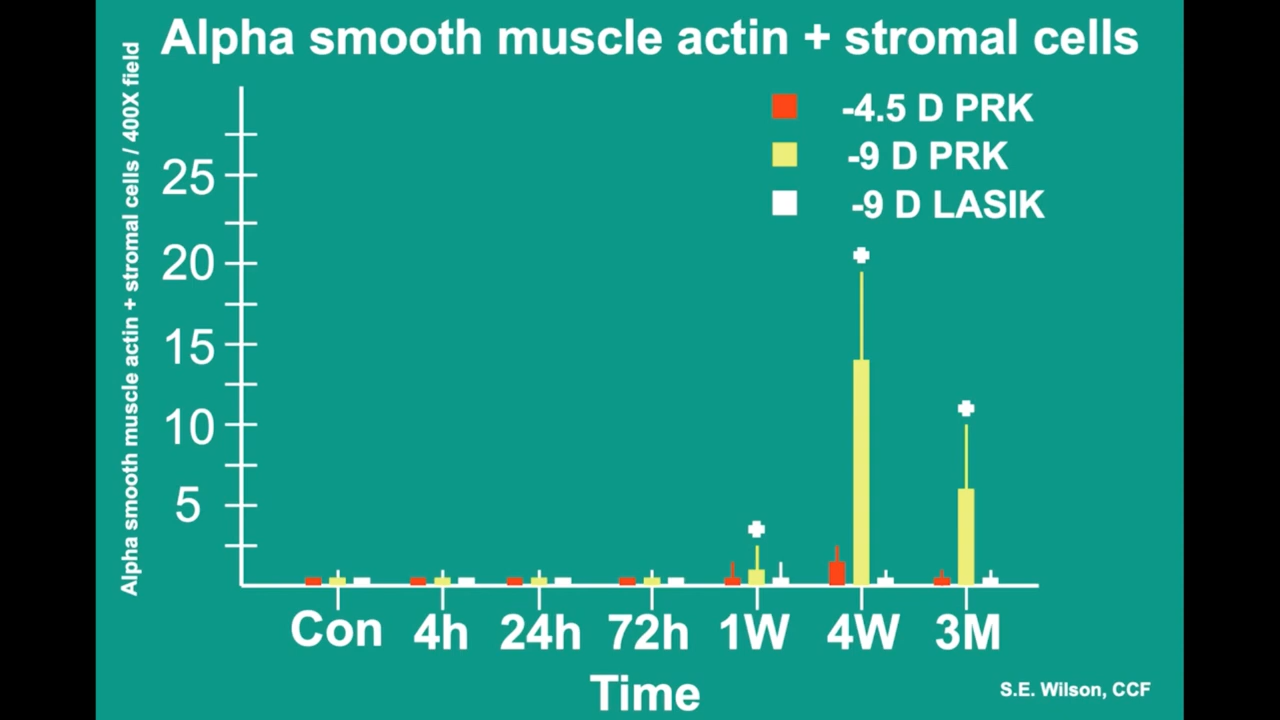 Alpha smooth muscle actin + stromal cells
Alpha smooth muscle actin + stromal cells / 400X field
-4.5 D PRK
-9 D PRK
-9 D LASIK
25
20
15
10
5
Con 4h 24h 72h 1W 4W 3M
Time
S.E. Wilson, CCF